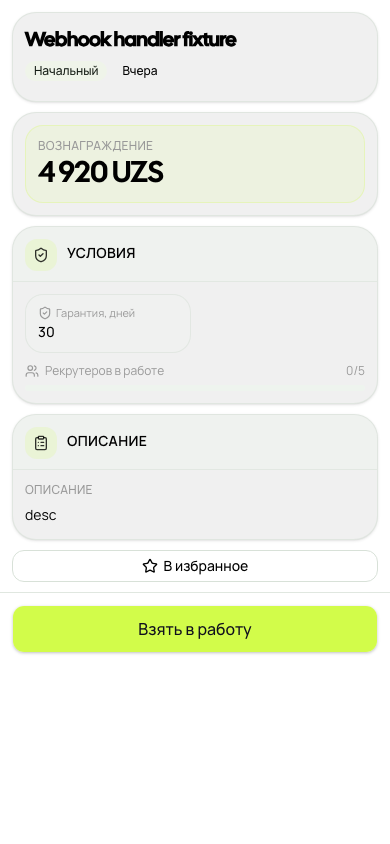 Webhook handler fixture
Начальный Вчера
ВОЗНАГРАЖДЕНИЕ
4 920 UZS
УСЛОВИЯ
Гарантия, дней
30
Рекрутеров в работе 0/5
ОПИСАНИЕ
ОПИСАНИЕ
desc
В избранное
Взять в работу